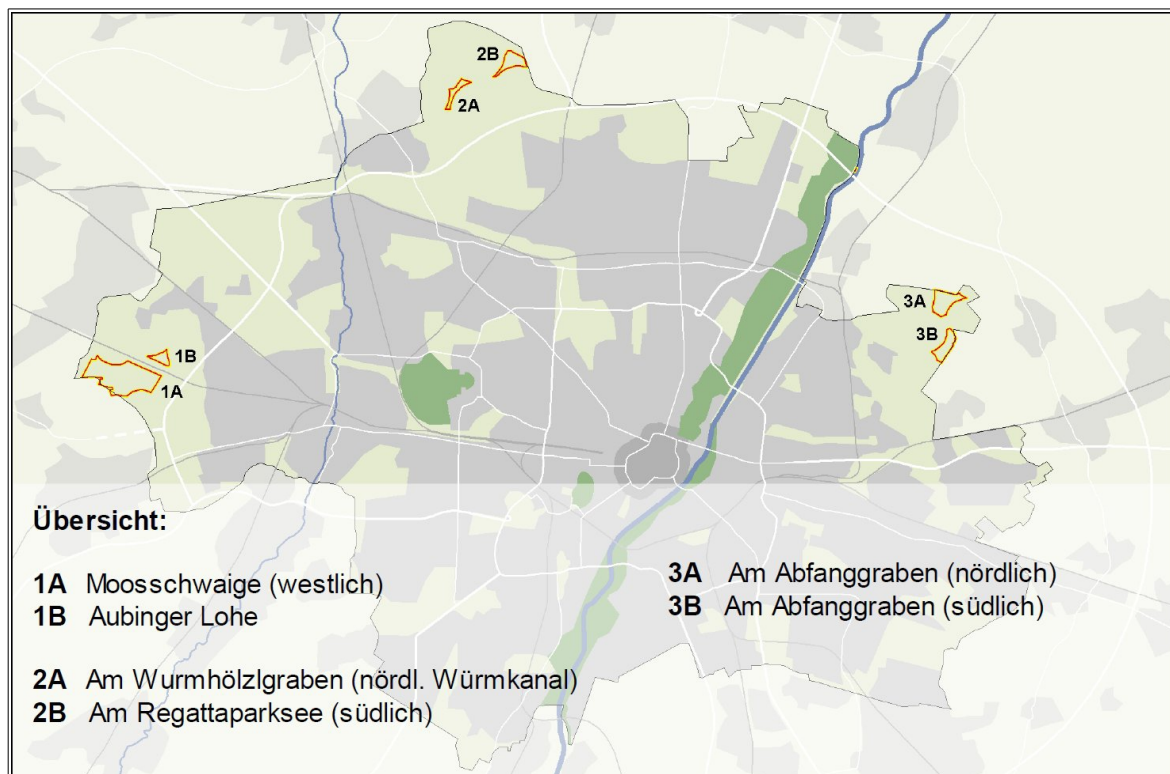 2B
2A
3A
3B
1B
1A
Übersicht:
1A Moosschwaige (westlich)
1B Aubinger Lohe
2A Am Wurmhölzlgraben (nördl. Würmkanal)
2B Am Regattaparksee (südlich)
3A Am Abfanggraben (nördlich)
3B Am Abfanggraben (südlich)